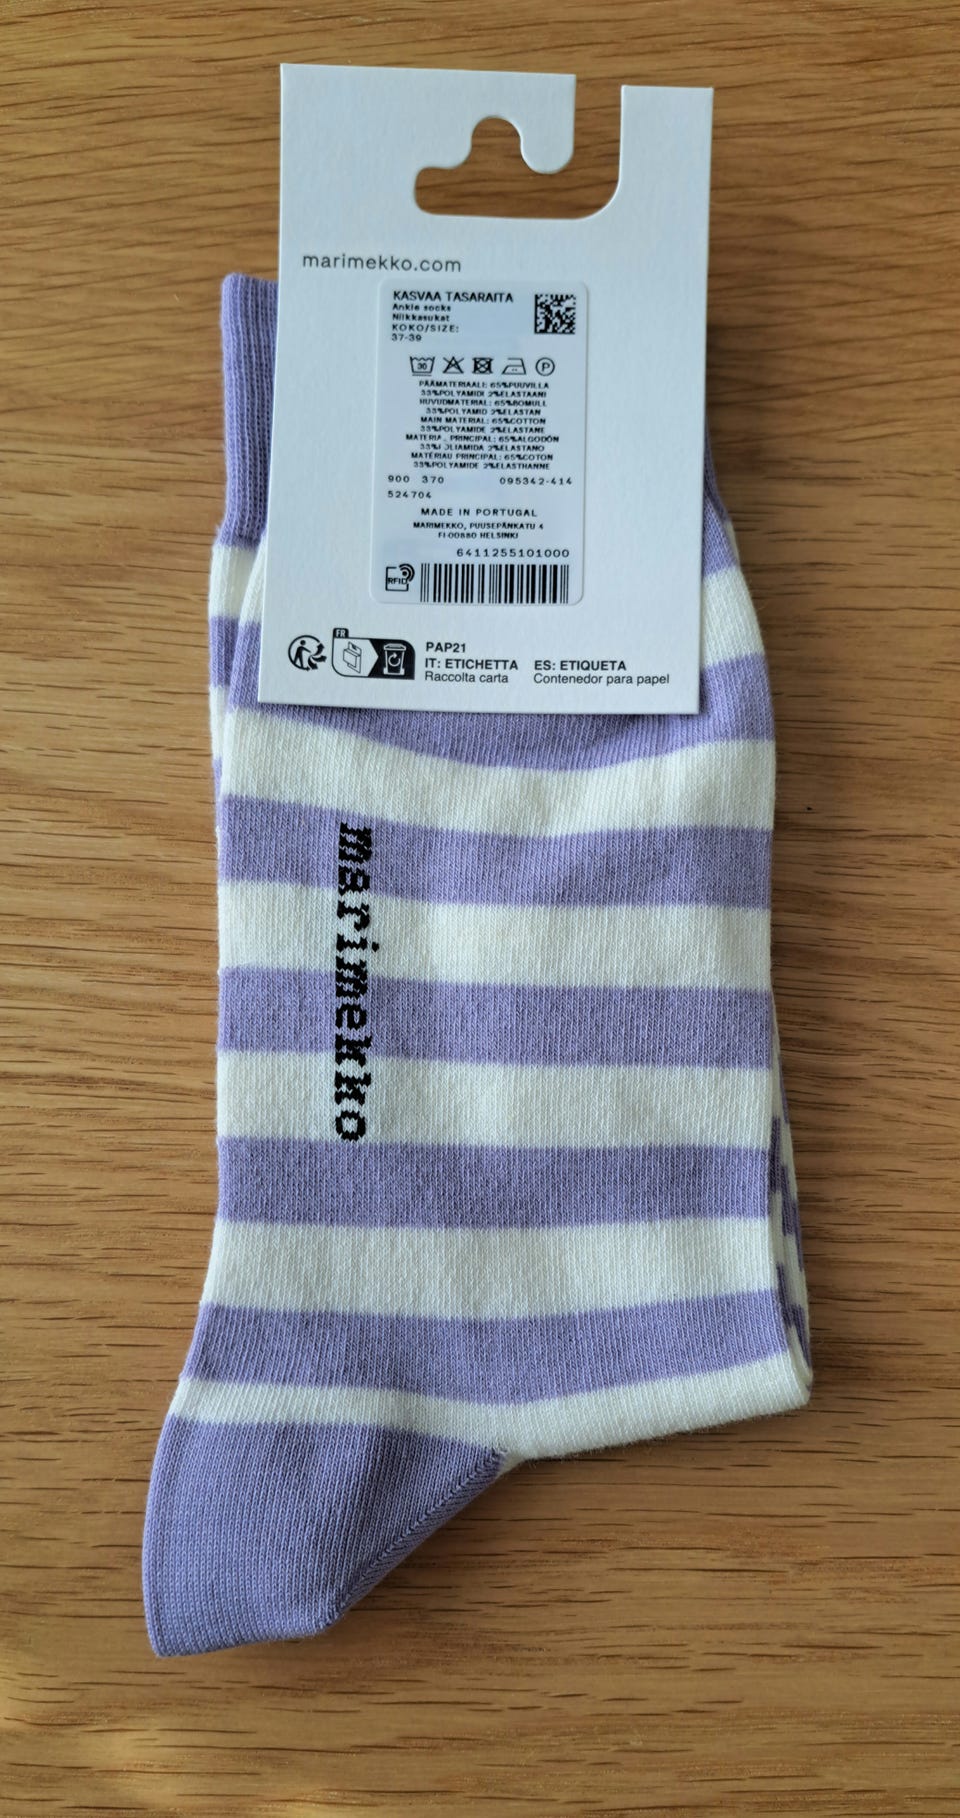 marimekko.com
KASVAA TASARAITA
Ankle socks
Nilkkasukat
KOKO/SIZE:
37-39
30
P
PÄÄMATERIAALI: 65%PUUVILLA
33%POLYAMIDI 2%ELASTAANI
HUVUDMATERIAL: 65%BOMULL
33%POLYAMID 2%ELASTAN
MAIN MATERIAL: 65%COTTON
33%POLYAMIDE 2%ELASTANE
PRINCIPAL: 65%ALGODÓN
2%ELASTANO
MATÉRIAU PRINCIPAL: 65%COTON
33%POLYAMIDE 2%ELASTHANNE
900 370 095342-414
524704
MADE IN PORTUGAL
MARIMEKKO, PUUSEPÄNKATU 4
FI-00880 HELSINKI
6411255101000
RFID
FR
PAP21
IT: ETICHETTA ES: ETIQUETA
Raccolta carta Contenedor para papel
marimekko